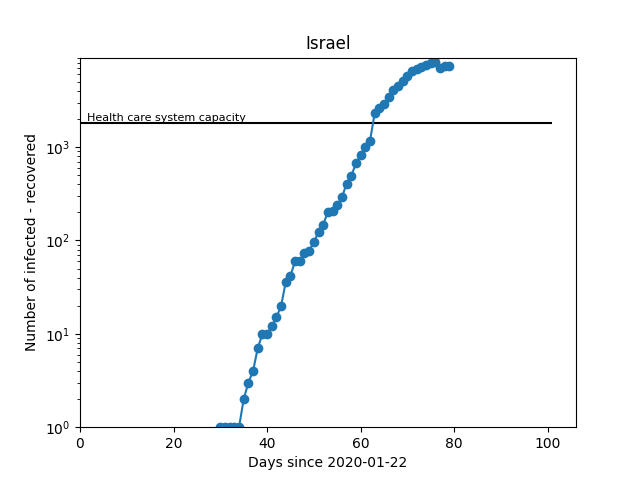 Israel
Health care system capacity
Number of infected - recovered
10^3
10^2
10^1
10^0
0 20 40 60 80 100
Days since 2020-01-22